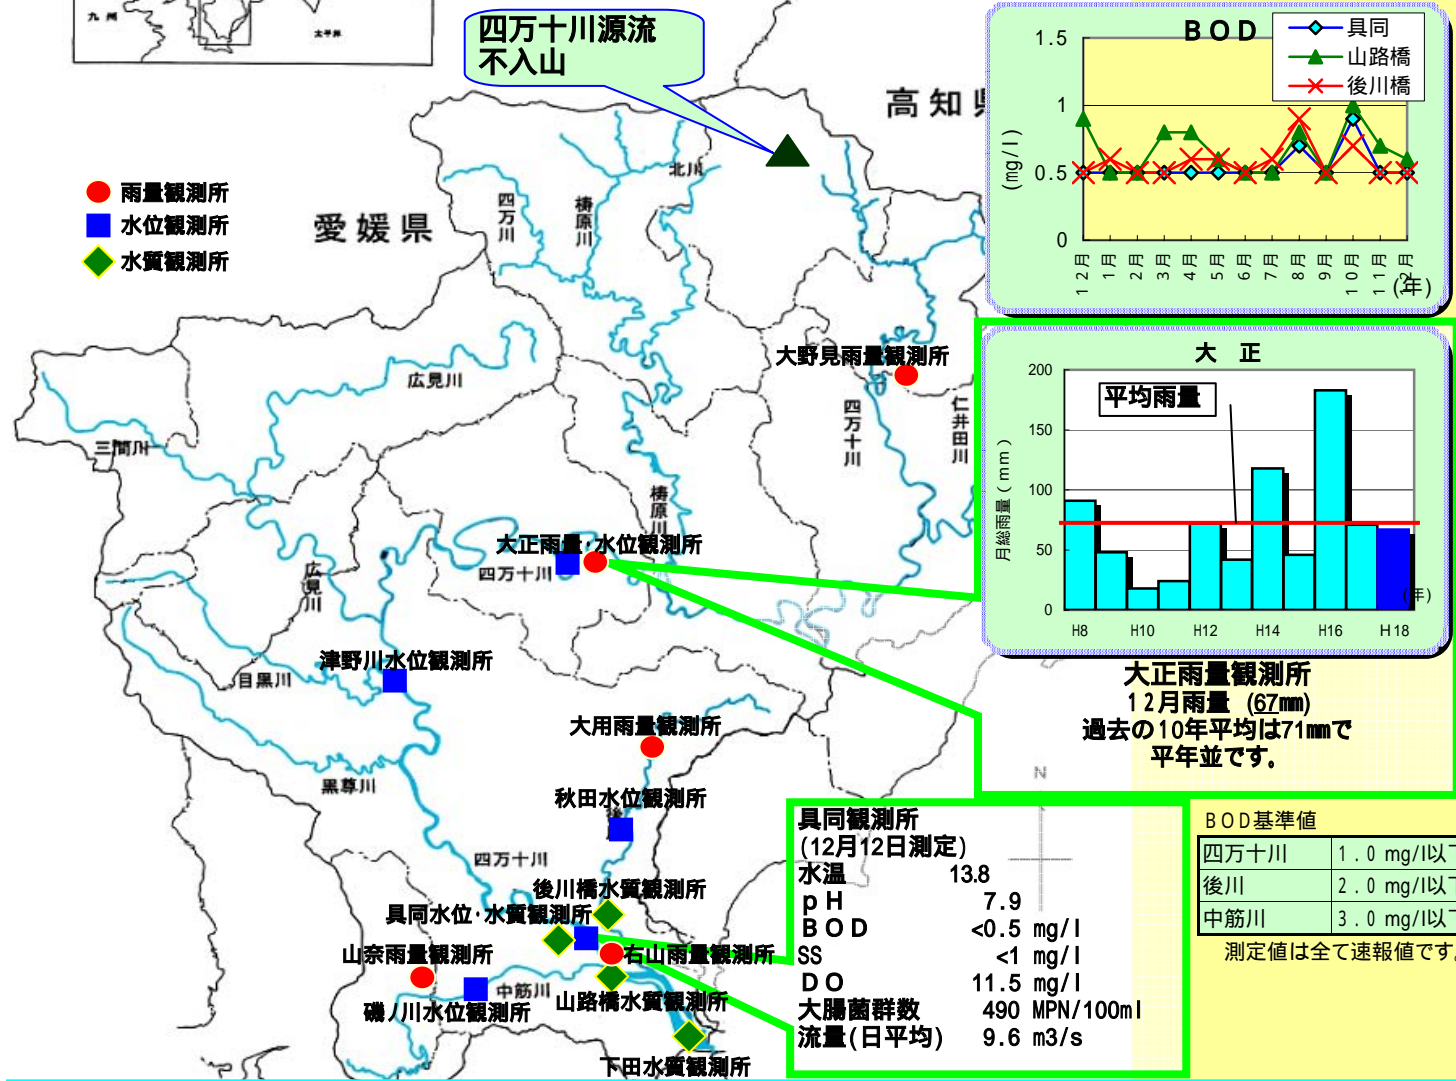 九州
太平洋
四万十川源流
不入山
高知県
愛媛県
雨量観測所
水位観測所
水質観測所
北川
四万川
梼原川
広見川
三間川
大野見雨量観測所
四万十川
仁井田川
梼原川
大正雨量・水位観測所
四万十川
広見川
津野川水位観測所
目黒川
大用雨量観測所
黒尊川
秋田水位観測所
後
四万十川
後川橋水質観測所
具同水位・水質観測所
山奈雨量観測所
右山雨量観測所
中筋川
山路橋水質観測所
磯ノ川水位観測所
下田水質観測所
BOD
具同
山路橋
後川橋
(mg/l)
1.5
1
0.5
0
12月 1月 2月 3月 4月 5月 6月 7月 8月 9月 10月 11月 12月
(年)
大 正
平均雨量
月総雨量(mm)
200
150
100
50
0
(年)
H8 H10 H12 H14 H16 H18
大正雨量観測所
12月雨量 (67mm)
過去の10年平均は71mmで
平年並です。
N
具同観測所
(12月12日測定)
水温 13.8
pH 7.9
BOD <0.5 mg/l
SS <1 mg/l
DO 11.5 mg/l
大腸菌群数 490 MPN/100ml
流量(日平均) 9.6 m3/s
BOD基準値
四万十川 1.0 mg/l以下
後川 2.0 mg/l以下
中筋川 3.0 mg/l以下
測定値は全て速報値です。